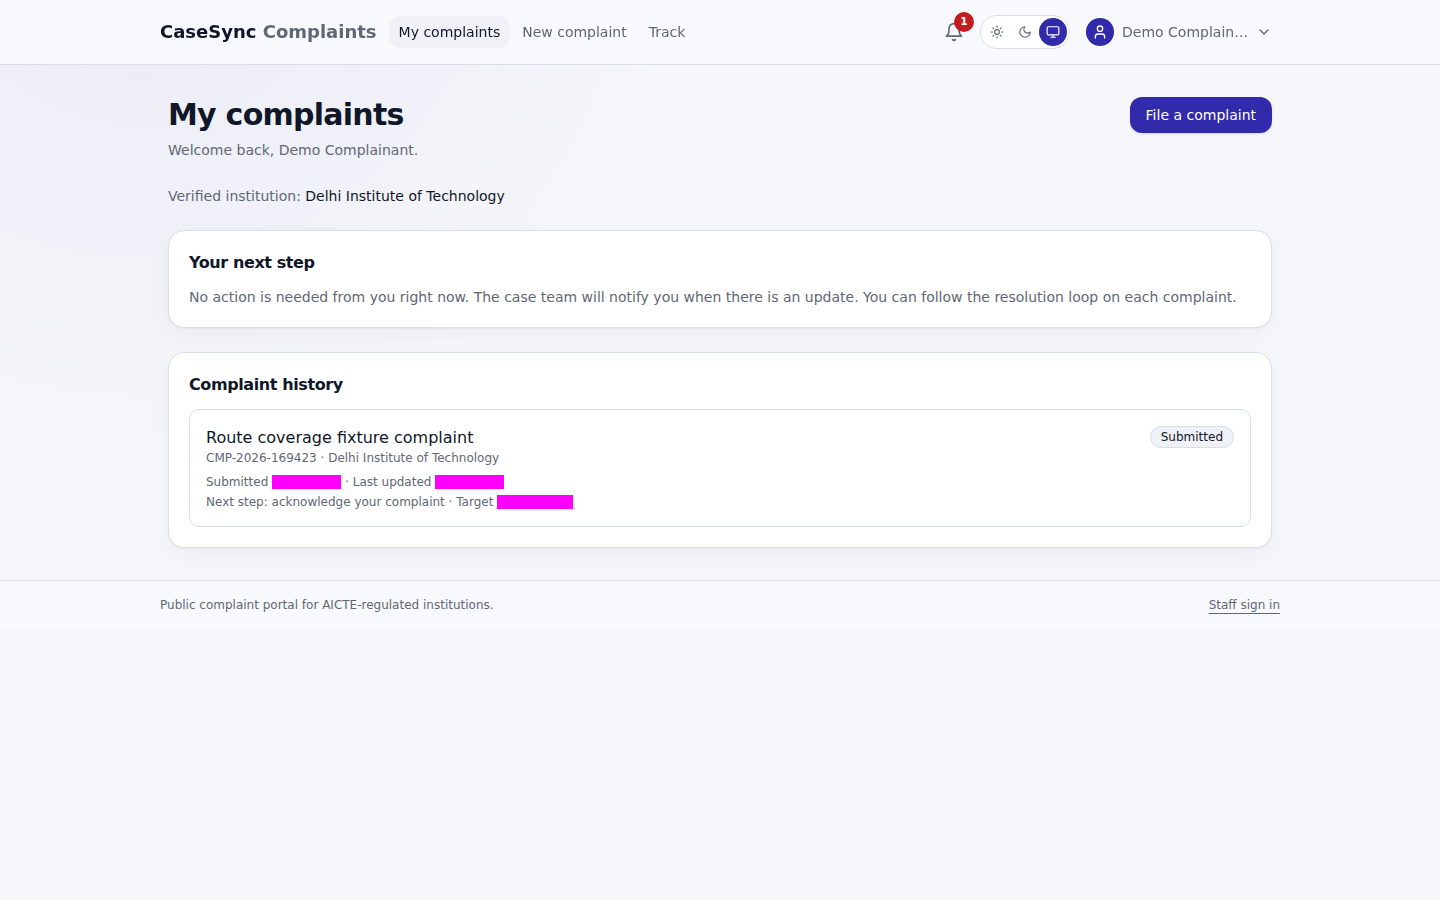 CaseSync Complaints My complaints New complaint Track 1 Demo Complain...
My complaints
File a complaint
Welcome back, Demo Complainant.
Verified institution: Delhi Institute of Technology
Your next step
No action is needed from you right now. The case team will notify you when there is an update. You can follow the resolution loop on each complaint.
Complaint history
Route coverage fixture complaint
Submitted
CMP-2026-169423 · Delhi Institute of Technology
Submitted · Last updated
Next step: acknowledge your complaint · Target
Public complaint portal for AICTE-regulated institutions.
Staff sign in